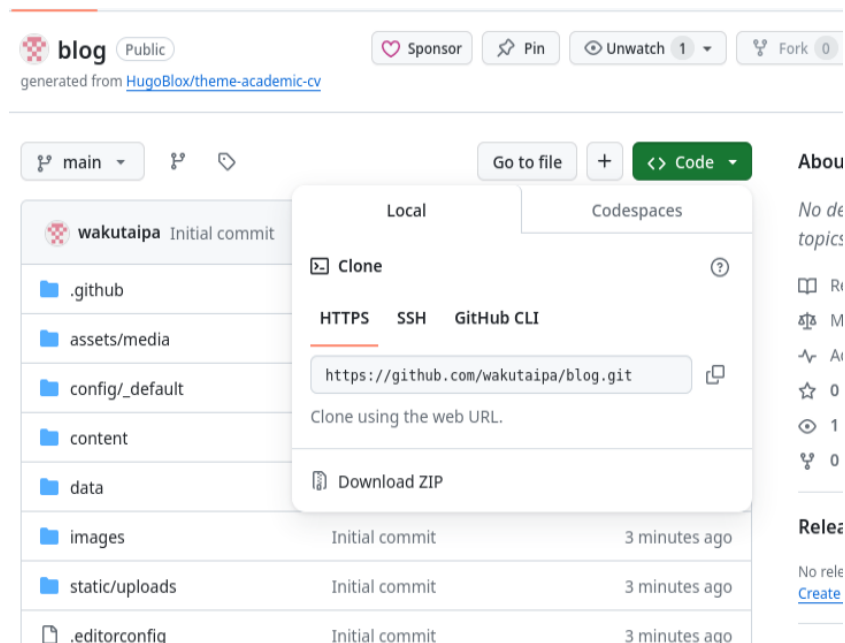 blog Public Sponsor Pin Unwatch 1 Fork 0
generated from HugoBlox/theme-academic-cv
main Go to file + Code
Local Codespaces
wakutaipa Initial commit
Clone
.github
HTTPS SSH GitHub CLI
assets/media
https://github.com/wakutaipa/blog.git
config/_default
Clone using the web URL.
content
Download ZIP
data
images Initial commit 3 minutes ago
static/uploads Initial commit 3 minutes ago
.editorconfig Initial commit 3 minutes ago
No
0
1
0
No
Create